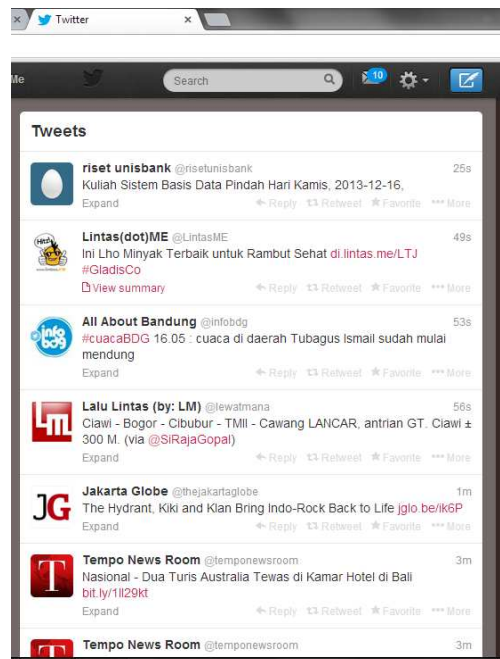 Twitter
Me
Search
10
Tweets
riset unisbank @risetunisbank 25s
Kuliah Sistem Basis Data Pindah Hari Kamis, 2013-12-16,
Expand Reply Retweet Favorite More
Lintas(dot)ME @LintasME 49s
Ini Lho Minyak Terbaik untuk Rambut Sehat di.lintas.me/LTJ
#GladisCo
View summary Reply Retweet Favorite More
All About Bandung @infobdg 53s
#cuacaBDG 16.05 : cuaca di daerah Tubagus Ismail sudah mulai
mendung
Expand Reply Retweet Favorite More
info
bdg
Lalu Lintas (by: LM) @lewatmana 56s
Ciawi - Bogor - Cibubur - TMII - Cawang LANCAR, antrian GT. Ciawi ±
300 M. (via @SiRajaGopal)
Expand Reply Retweet Favorite More
Lm
Jakarta Globe @thejakartaglobe 1m
The Hydrant, Kiki and Klan Bring Indo-Rock Back to Life jglo.be/ik6P
Expand Reply Retweet Favorite More
JG
Tempo News Room @temponewsroom 3m
Nasional - Dua Turis Australia Tewas di Kamar Hotel di Bali
bit.ly/1ll29kt
Expand Reply Retweet Favorite More
T
Tempo News Room @temponewsroom 3m